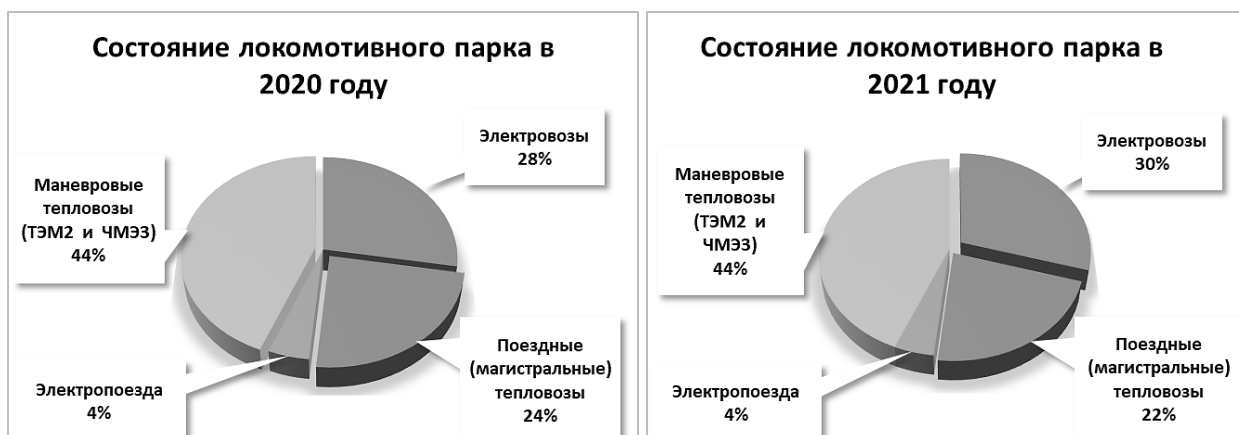 Состояние локомотивного парка в
2020 году
Электровозы
28%
Маневровые
тепловозы
(ТЭМ2 и ЧМЭ3)
44%
Электропоезда
4%
Поездные
(магистральные)
тепловозы
24%
Состояние локомотивного парка в
2021 году
Электровозы
30%
Маневровые
тепловозы
(ТЭМ2 и
ЧМЭ3)
44%
Электропоезда
4%
Поездные
(магистральные)
тепловозы
22%